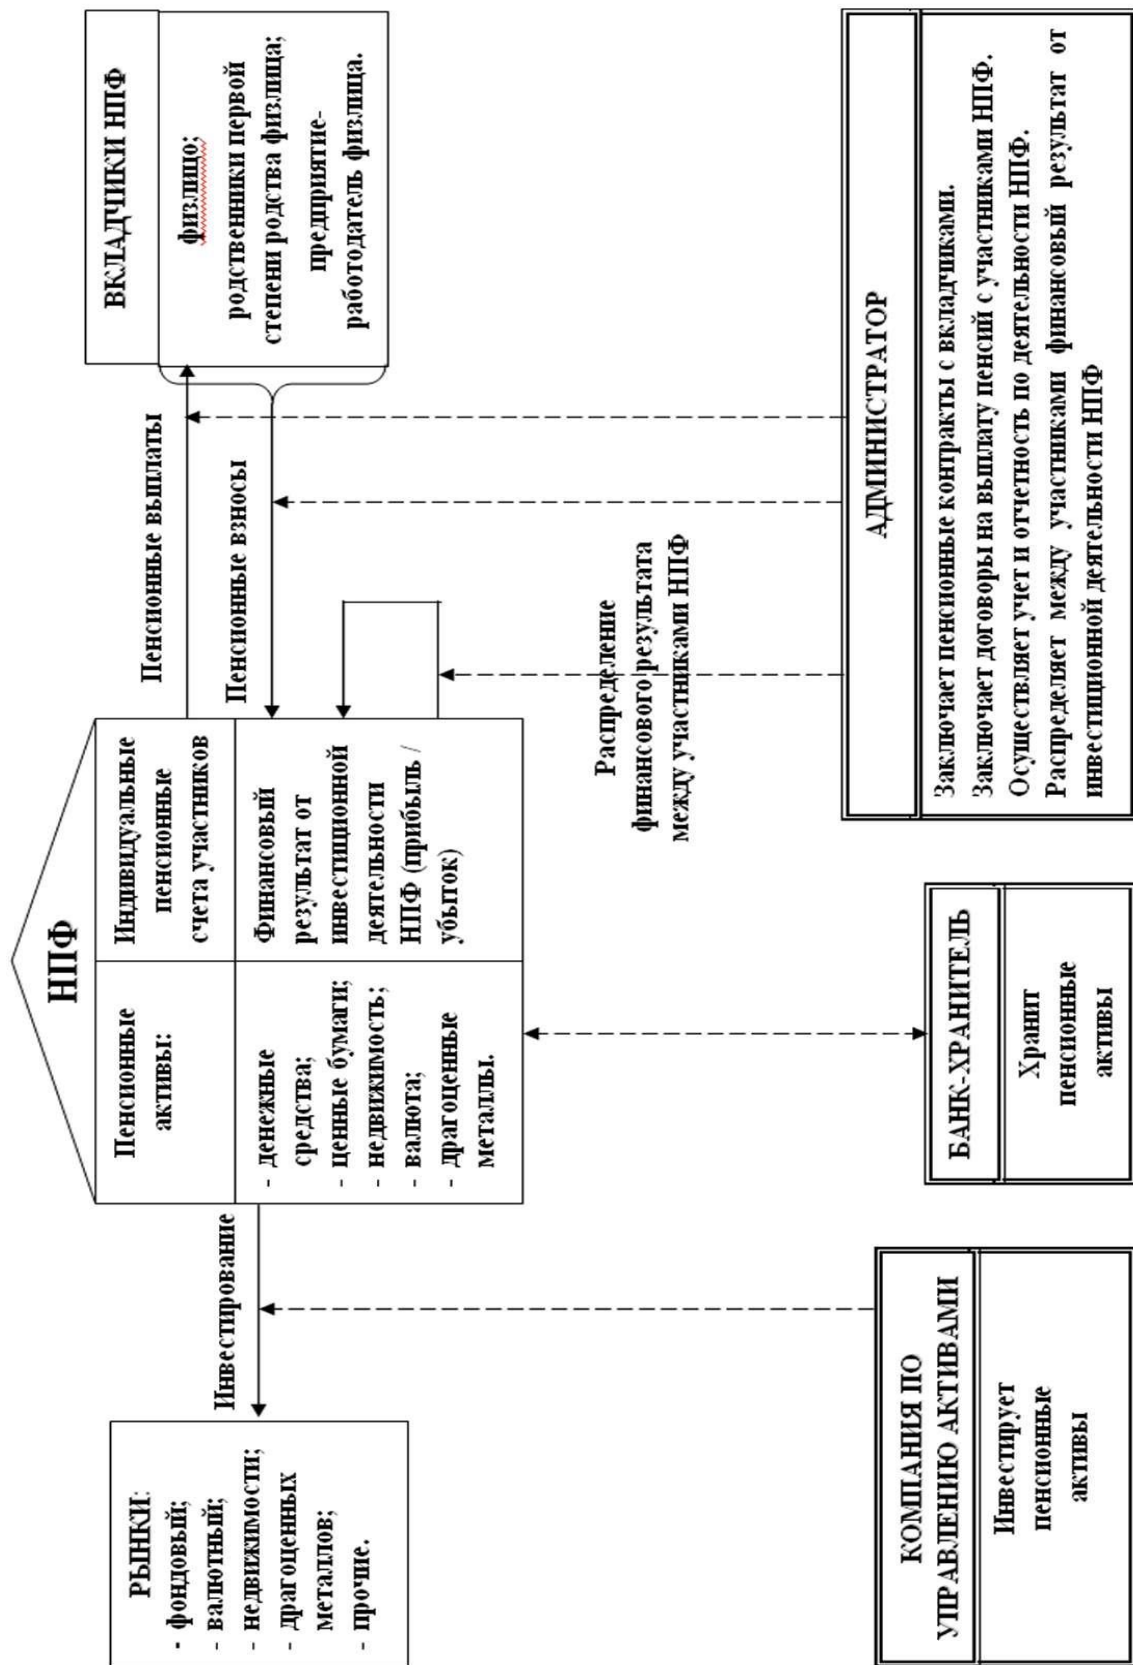 НПФ
РЫНКИ:
- фондовый;
- валютный;
- недвижимости;
- драгоценных
металлов;
- прочие.
Инвестирование
Пенсионные
активы:
- денежные
средства;
- ценные бумаги;
- недвижимость;
- валюта;
- драгоценные
металлы.
Индивидуальные
пенсионные
счета участников
Финансовый
результат от
инвестиционной
деятельности
НПФ (прибыль /
убыток)
Пенсионные выплаты
Пенсионные взносы
ВКЛАДЧИКИ НПФ
физлицо;
родственники первой
степени родства физлица;
предприятие-
работодатель физлица.
Распределение
финансового результата
между участниками НПФ
КОМПАНИЯ ПО
УПРАВЛЕНИЮ АКТИВАМИ
Инвестирует
пенсионные
активы
БАНК-ХРАНИТЕЛЬ
Хранит
пенсионные
активы
АДМИНИСТРАТОР
Заключает пенсионные контракты с вкладчиками.
Заключает договоры на выплату пенсий с участниками НПФ.
Осуществляет учет и отчетность по деятельности НПФ.
Распределяет между участниками финансовый результат от
инвестиционной деятельности НПФ